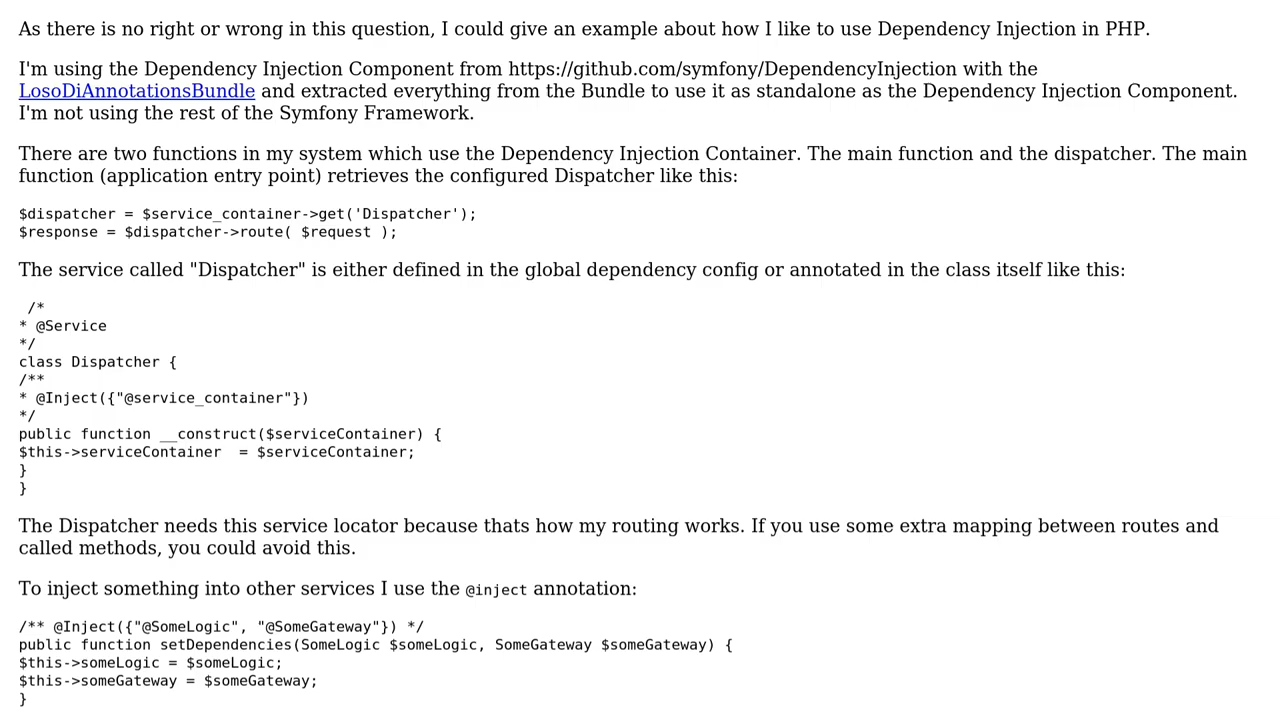 As there is no right or wrong in this question, I could give an example about how I like to use Dependency Injection in PHP.
I'm using the Dependency Injection Component from https://github.com/symfony/DependencyInjection with the
LosoDiAnnotationsBundle and extracted everything from the Bundle to use it as standalone as the Dependency Injection Component.
I'm not using the rest of the Symfony Framework.
There are two functions in my system which use the Dependency Injection Container. The main function and the dispatcher. The main
function (application entry point) retrieves the configured Dispatcher like this:
$dispatcher = $service_container->get('Dispatcher');
$response = $dispatcher->route( $request );
The service called "Dispatcher" is either defined in the global dependency config or annotated in the class itself like this:
/*
* @Service
*/
class Dispatcher {
/**
* @Inject({"@service_container"})
*/
public function __construct($serviceContainer) {
$this->serviceContainer  = $serviceContainer;
}
}
The Dispatcher needs this service locator because thats how my routing works. If you use some extra mapping between routes and
called methods, you could avoid this.
To inject something into other services I use the @inject annotation:
/** @Inject({"@SomeLogic", "@SomeGateway"}) */
public function setDependencies(SomeLogic $someLogic, SomeGateway $someGateway) {
$this->someLogic = $someLogic;
$this->someGateway = $someGateway;
}